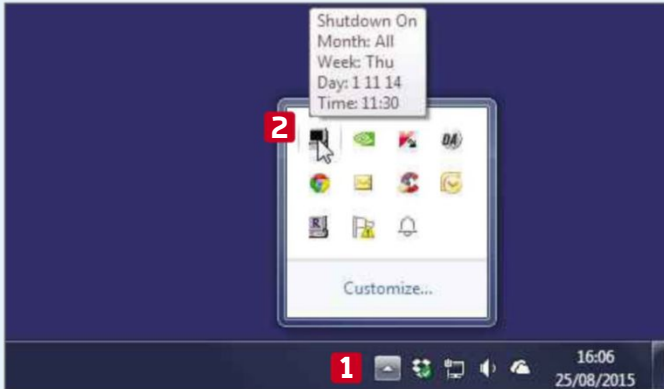 Shutdown On
Month: All
Week: Thu
Day: 1 11 14
Time: 11:30
2
DA
R
Customize...
1
16:06
25/08/2015